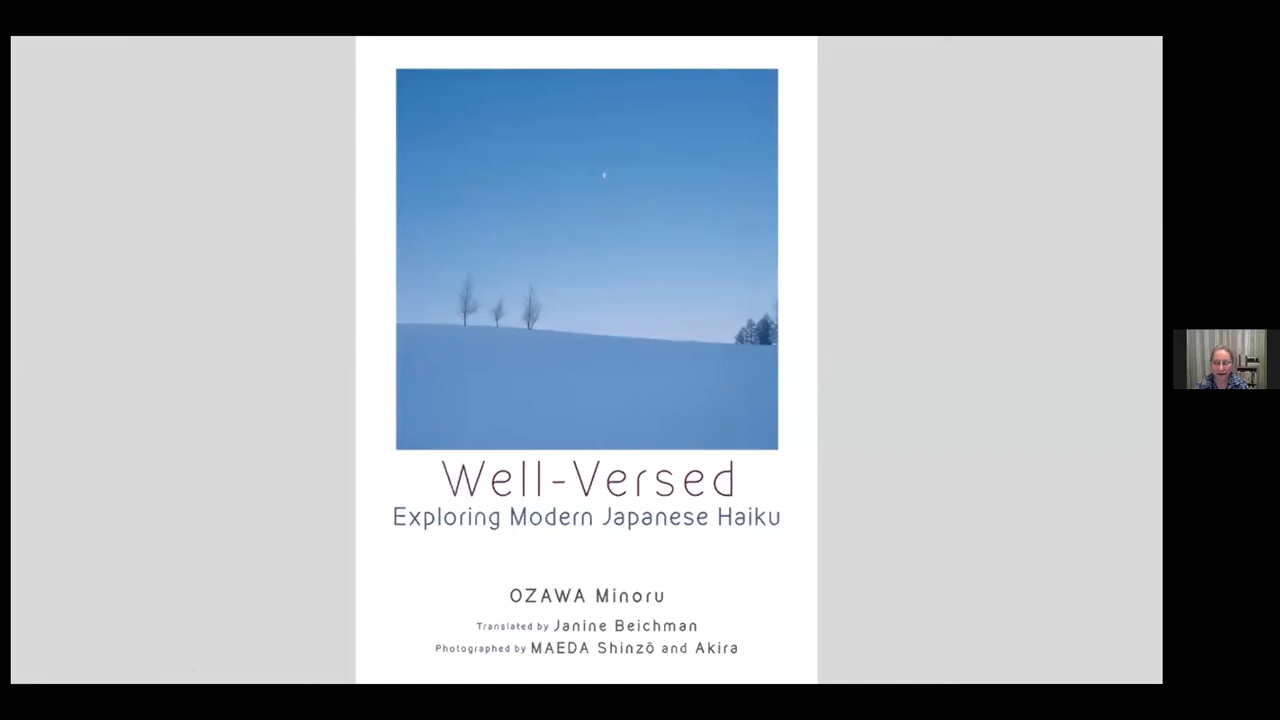 Well-Versed
Exploring Modern Japanese Haiku
OZAWA Minoru
Translated by Janine Beichman
Photographed by MAEDA Shinzō and Akira